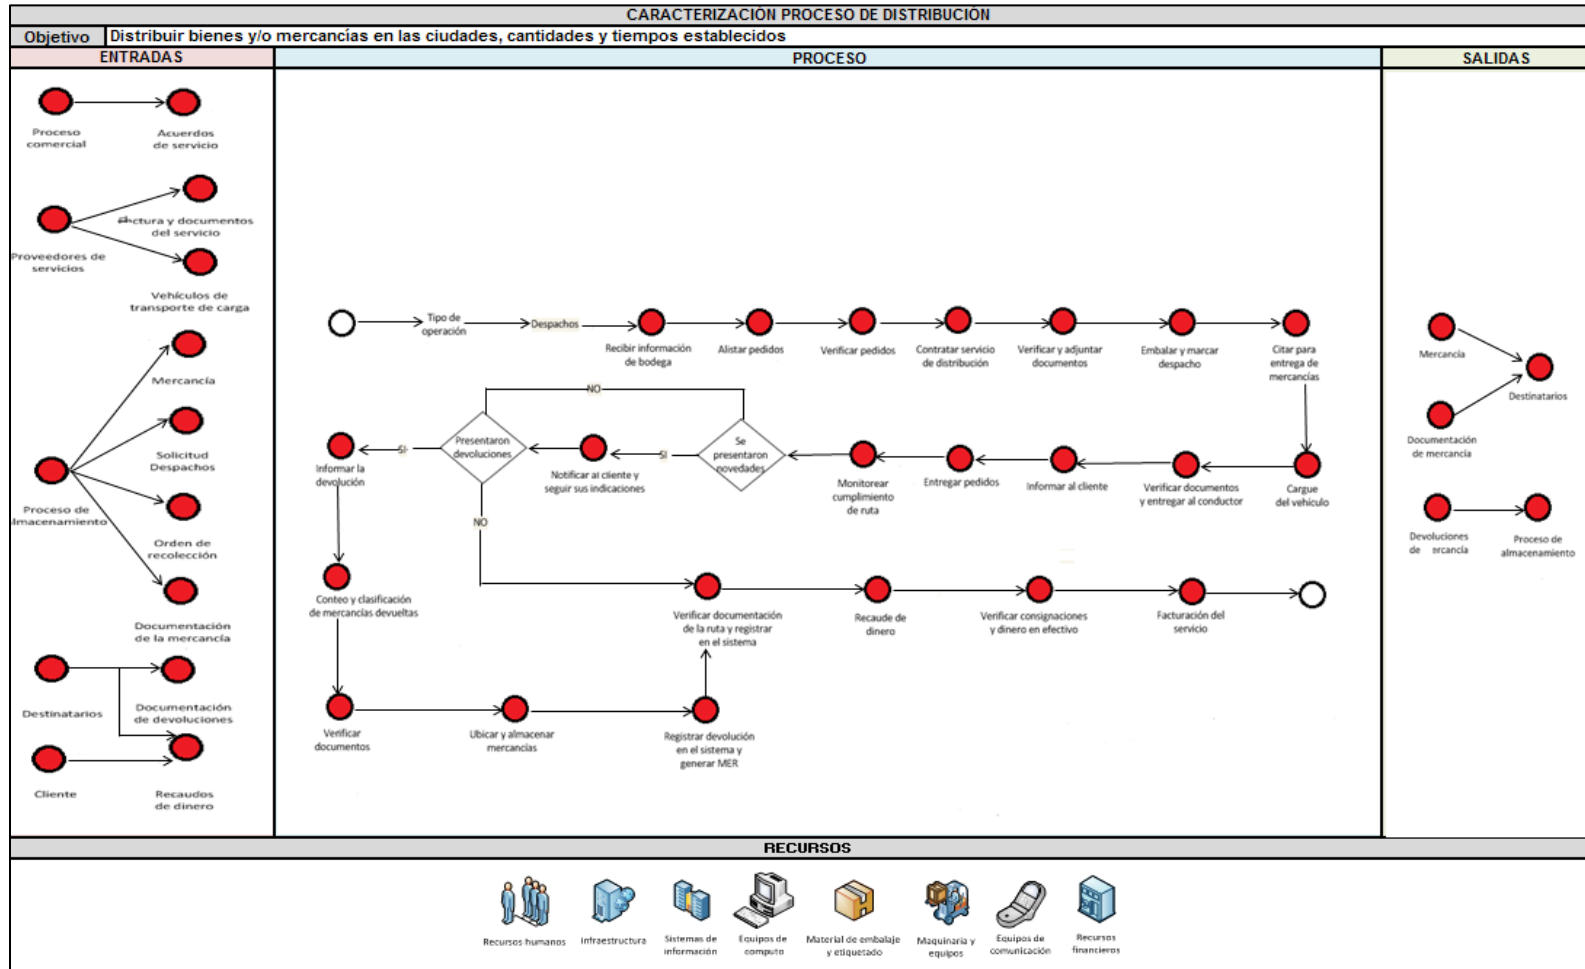 CARACTERIZACIÓN PROCESO DE DISTRIBUCIÓN
Objetivo
Distribuir bienes y/o mercancías en las ciudades, cantidades y tiempos establecidos
ENTRADAS
PROCESO
SALIDAS
Proceso
comercial
Acuerdos
de servicio
Proveedores de
servicios
ctura y documentos
del servicio
Vehículos de
transporte de carga
Proceso de
lmacenamiento
Mercancía
Solicitud
Despachos
Orden de
recolección
Documentación
de la mercancía
Destinatarios
Documentación
de devoluciones
Cliente
Recaudos
de dinero
Tipo de
operación
Despachos
Recibir información
de bodega
Alistar pedidos
Verificar pedidos
Contratar servicio
de distribución
Verificar y adjuntar
documentos
Embalar y marcar
despacho
Citar para
entrega de
mercancías
Cargue
del vehículo
Verificar documentos
y entregar al conductor
Informar al cliente
Entregar pedidos
Monitorear
cumplimiento
de ruta
Se
presentaron
novedades
NO
SI
Notificar al cliente y
seguir sus indicaciones
Presentaron
devoluciones
SI
NO
Informar la
devolución
Conteo y clasificación
de mercancías devueltas
Verificar
documentos
Ubicar y almacenar
mercancías
Registrar devolución
en el sistema y
generar MER
Verificar documentación
de la ruta y registrar
en el sistema
Recaude de
dinero
Verificar consignaciones
y dinero en efectivo
Facturación del
servicio
Mercancía
Destinatarios
Documentación
de mercancía
Devoluciones
de ercancía
Proceso de
almacenamiento
RECURSOS
Recursos humanos
Infraestructura
Sistemas de
información
Equipos de
computo
Material de embalaje
y etiquetado
Maquinaria y
equipos
Equipos de
comunicación
Recursos
financieros